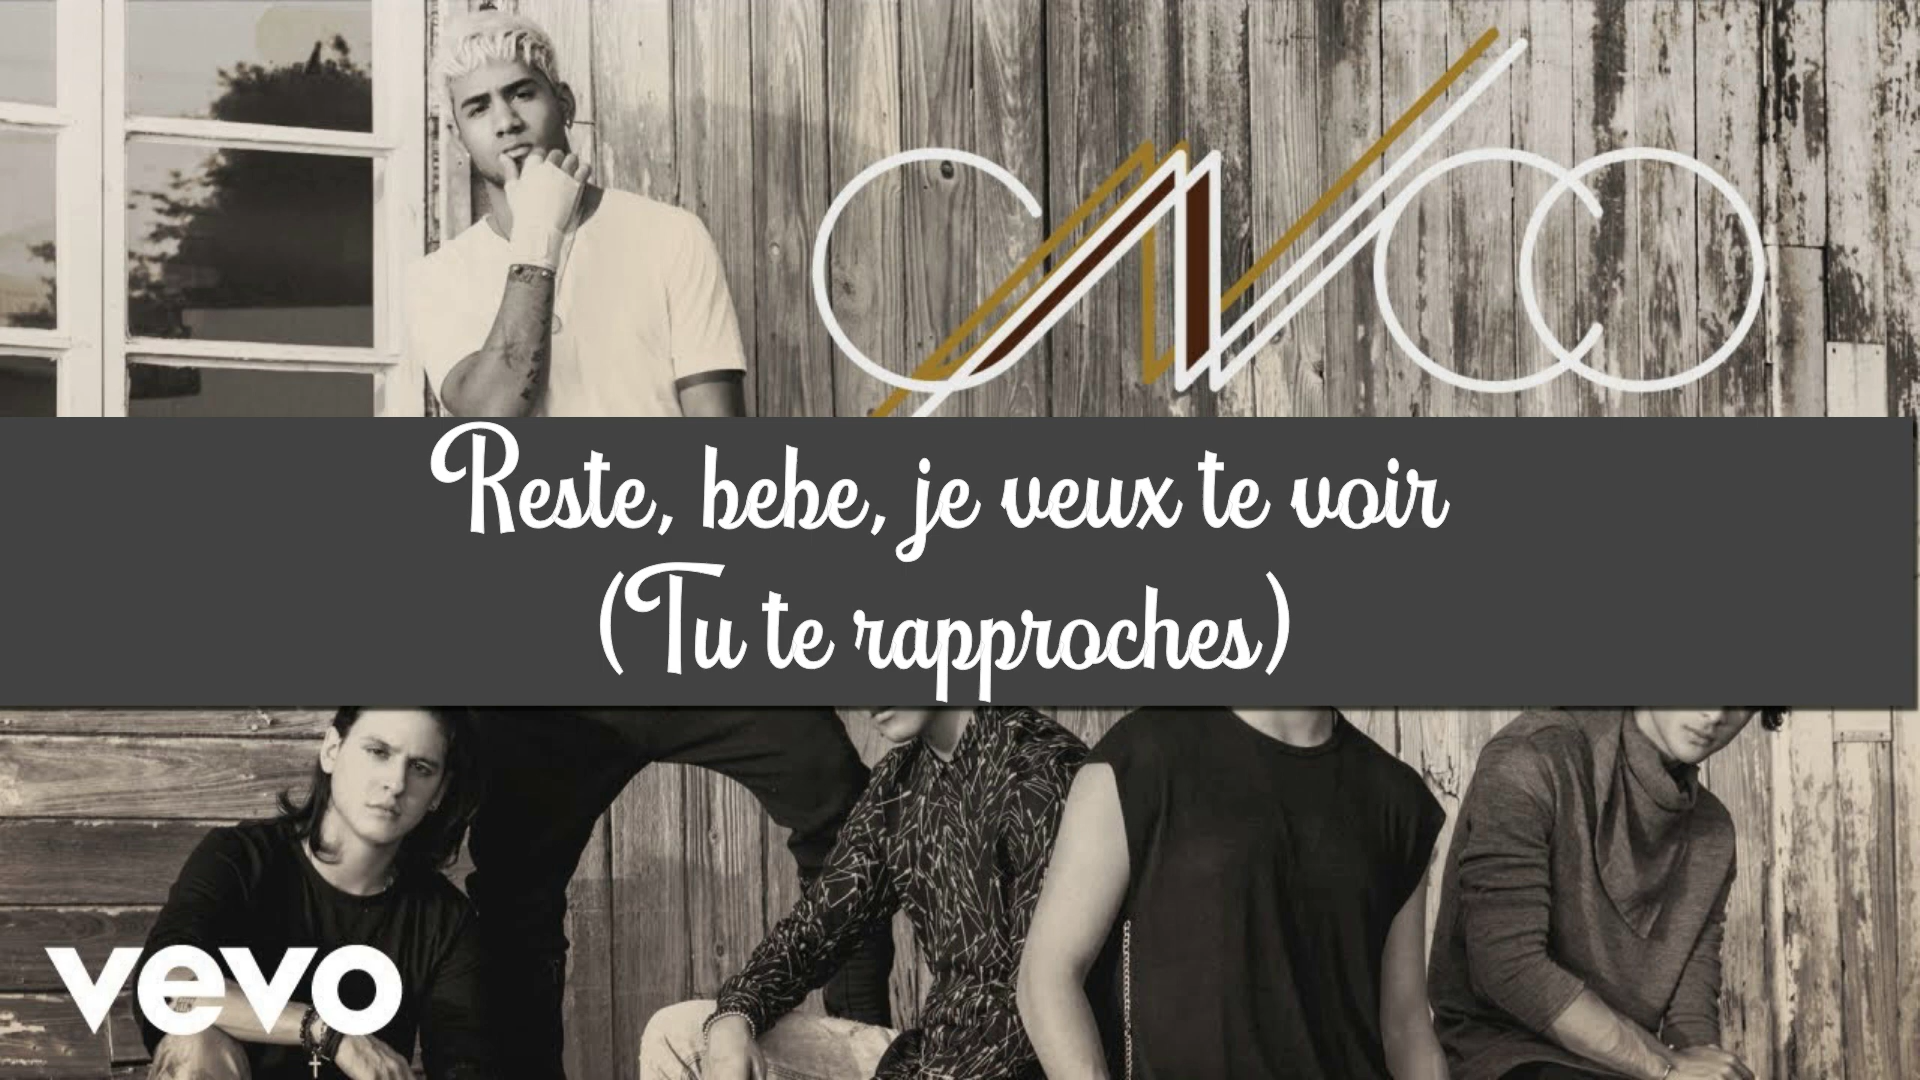 CNCO
Reste, bebe, je veux te voir
(Tu te rapproches)
vevo